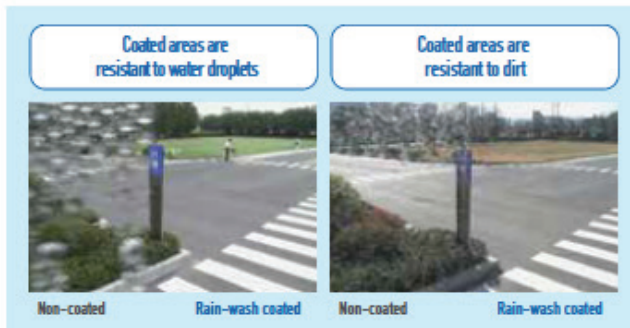 Coated areas are
resistant to water droplets
Coated areas are
resistant to dirt
Non-coated
Rain-wash coated
Non-coated
Rain-wash coated